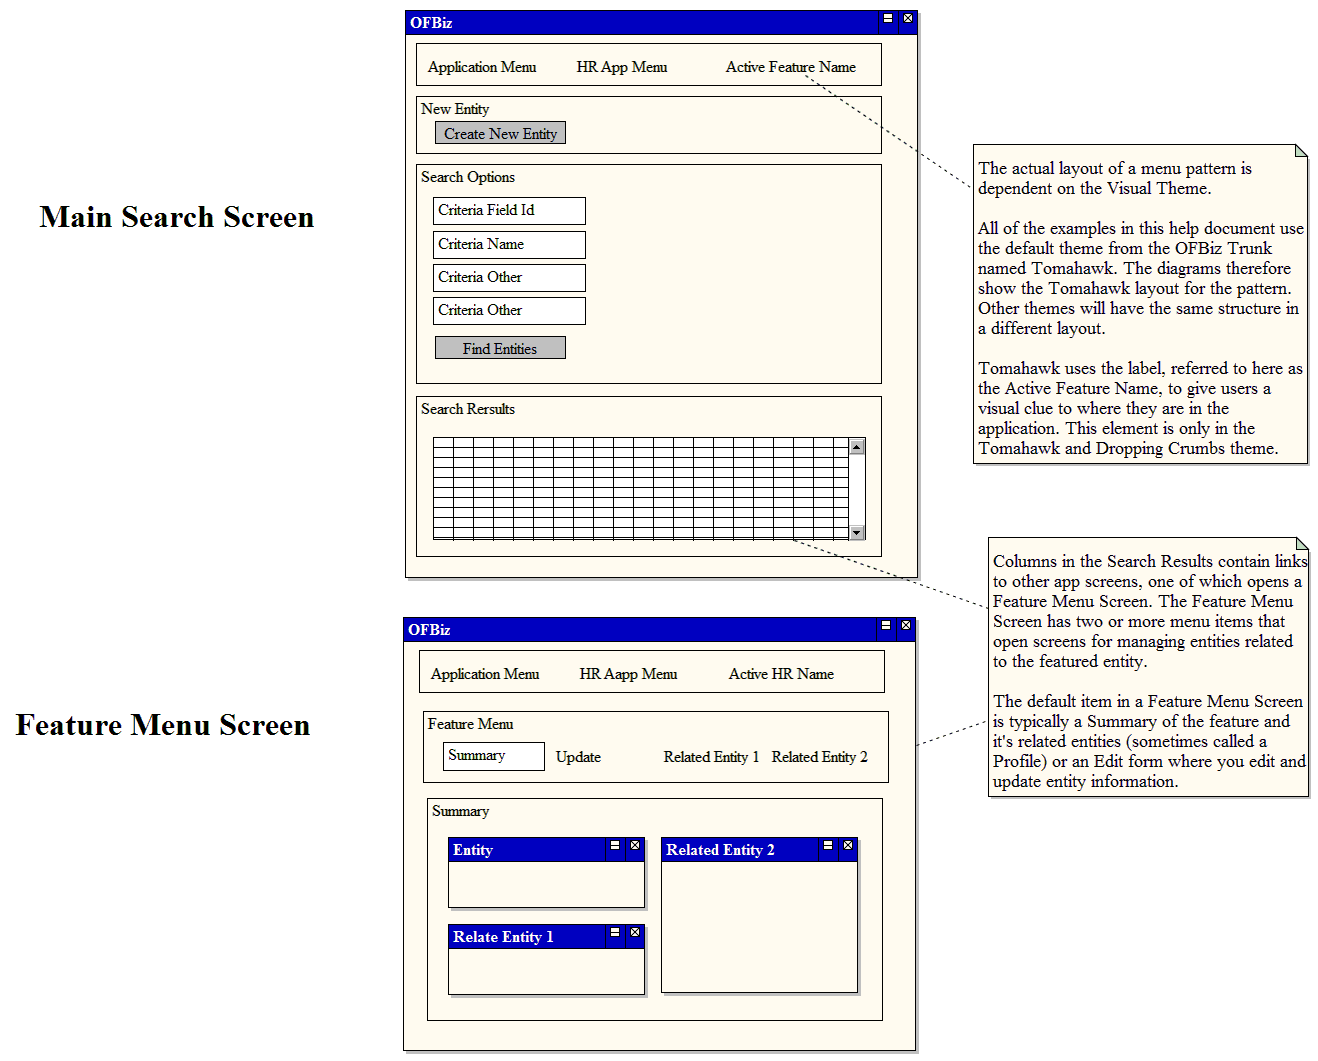 OFBiz
Application Menu HR App Menu Active Feature Name
New Entity
Create New Entity
Main Search Screen
Search Options
Criteria Field Id
Criteria Name
Criteria Other
Criteria Other
Find Entities
Search Rersults
The actual layout of a menu pattern is
dependent on the Visual Theme.
All of the examples in this help document use
the default theme from the OFBiz Trunk
named Tomahawk. The diagrams therefore
show the Tomahawk layout for the pattern.
Other themes will have the same structure in
a different layout.
Tomahawk uses the label, referred to here as
the Active Feature Name, to give users a
visual clue to where they are in the
application. This element is only in the
Tomahawk and Dropping Crumbs theme.
Columns in the Search Results contain links
to other app screens, one of which opens a
Feature Menu Screen. The Feature Menu
Screen has two or more menu items that
open screens for managing entities related
to the featured entity.
The default item in a Feature Menu Screen
is typically a Summary of the feature and
it's related entities (sometimes called a
Profile) or an Edit form where you edit and
update entity information.
OFBiz
Application Menu HR Aapp Menu Active HR Name
Feature Menu Screen
Feature Menu
Summary Update Related Entity 1 Related Entity 2
Summary
Entity
Related Entity 2
Relate Entity 1